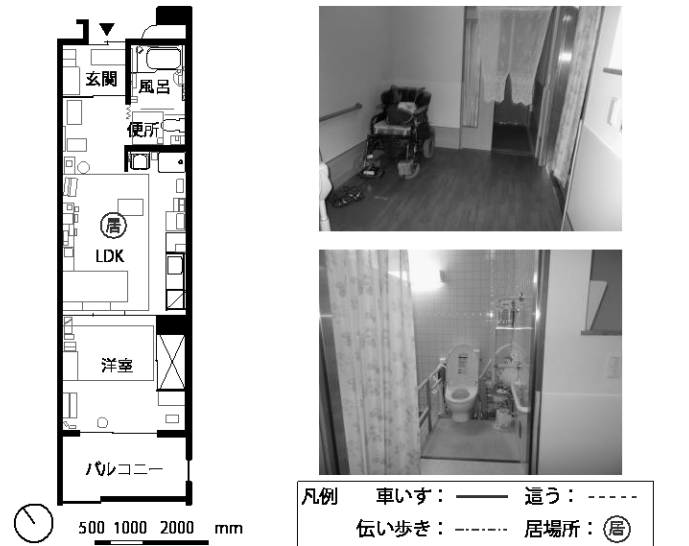 玄関
風呂
便所
居
LDK
洋室
バルコニー
500 1000 2000 mm
凡例 車いす： 這う：
伝い歩き： 居場所：居